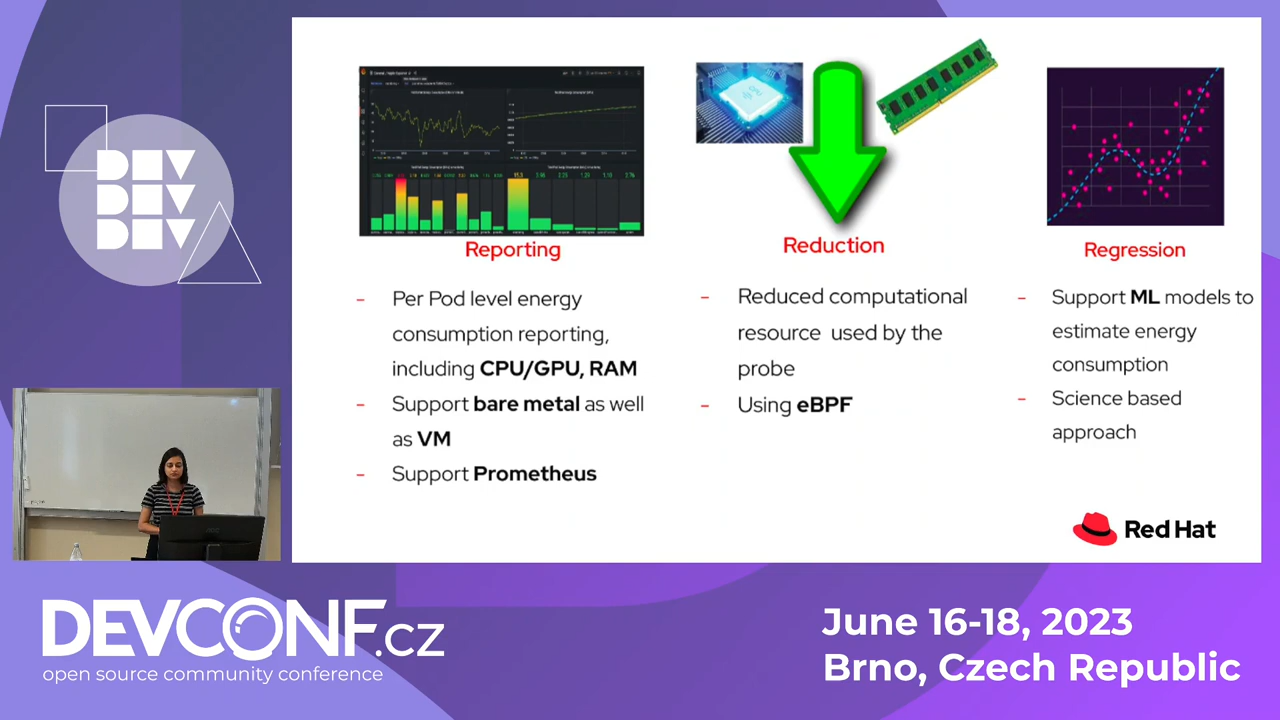 DEV
DEV
DEV
CPU
Reporting
- Per Pod level energy
consumption reporting,
including CPU/GPU, RAM
- Support bare metal as well
as VM
- Support Prometheus
Reduction
- Reduced computational
resource used by the
probe
- Using eBPF
Regression
- Support ML models to
estimate energy
consumption
- Science based
approach
Red Hat
DEVCONF.cz
open source community conference
June 16-18, 2023
Brno, Czech Republic